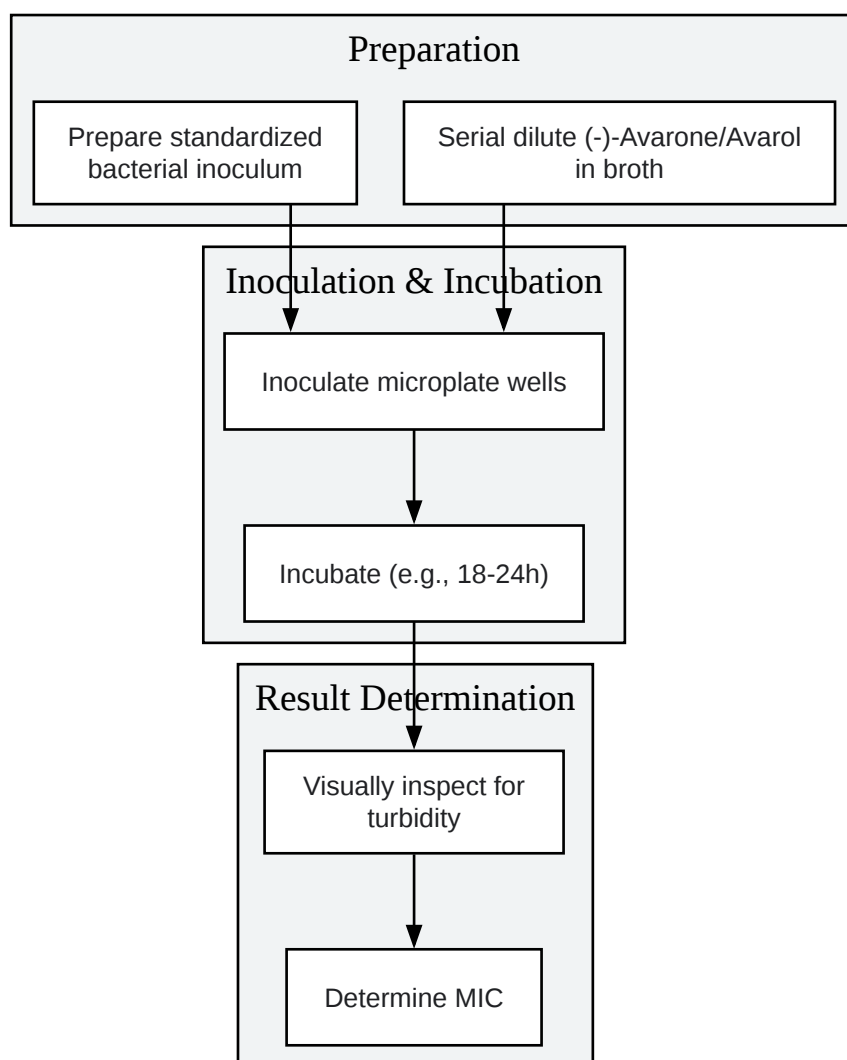 Preparation
Prepare standardized
bacterial inoculum
Serial dilute (-)-Avarone/Avarol
in broth
Inoculation & Incubation
Inoculate microplate wells
Incubate (e.g., 18-24h)
Result Determination
Visually inspect for
turbidity
Determine MIC